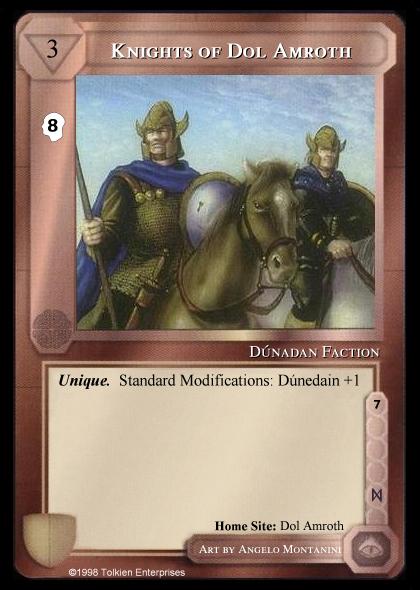 3
KNIGHTS OF DOL AMROTH
8
DÚNADAN FACTION
Unique. Standard Modifications: Dúnedain +1
7
ᛞ
Home Site: Dol Amroth
ART BY ANGELO MONTANINI
©1998 Tolkien Enterprises